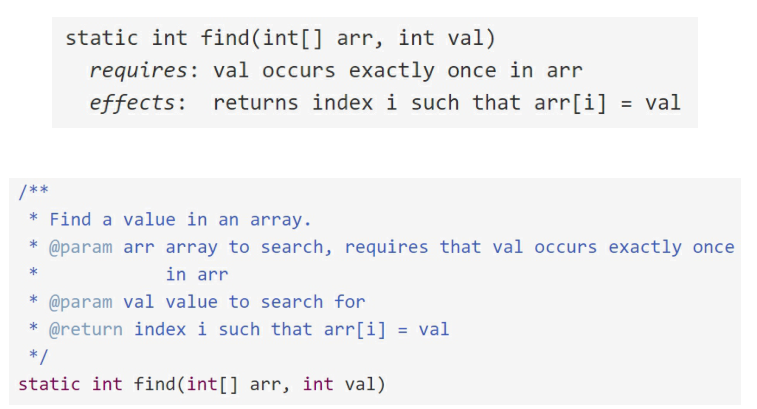 static int find(int[] arr, int val)
requires: val occurs exactly once in arr
effects: returns index i such that arr[i] = val
/**
* Find a value in an array.
* @param arr array to search, requires that val occurs exactly once
* in arr
* @param val value to search for
* @return index i such that arr[i] = val
*/
static int find(int[] arr, int val)